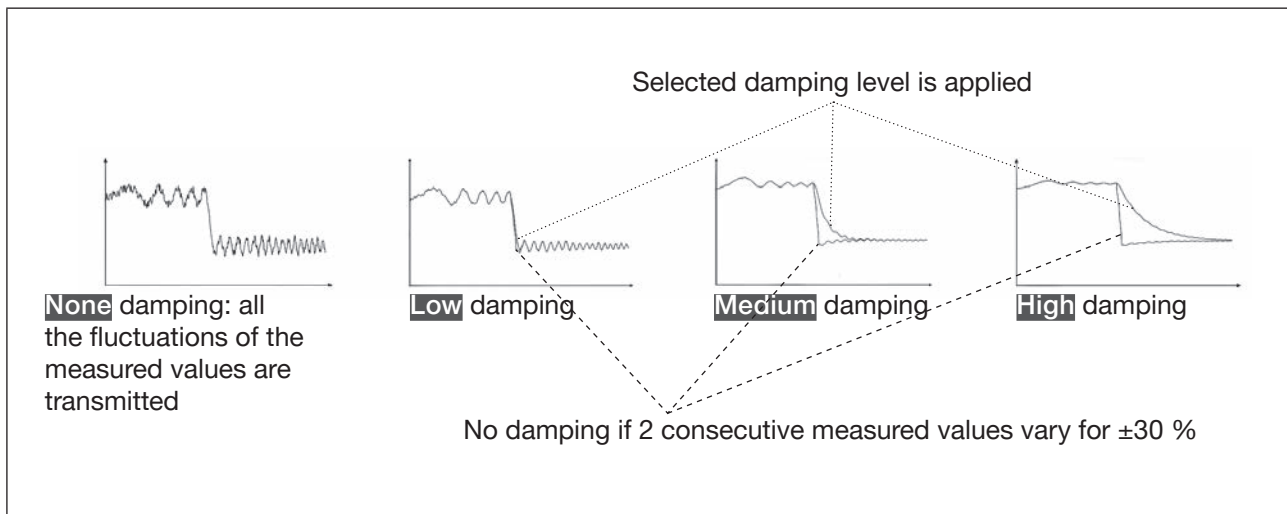 Selected damping level is applied
None damping: all
the fluctuations of the
measured values are
transmitted
Low damping
Medium damping
High damping
No damping if 2 consecutive measured values vary for ±30 %